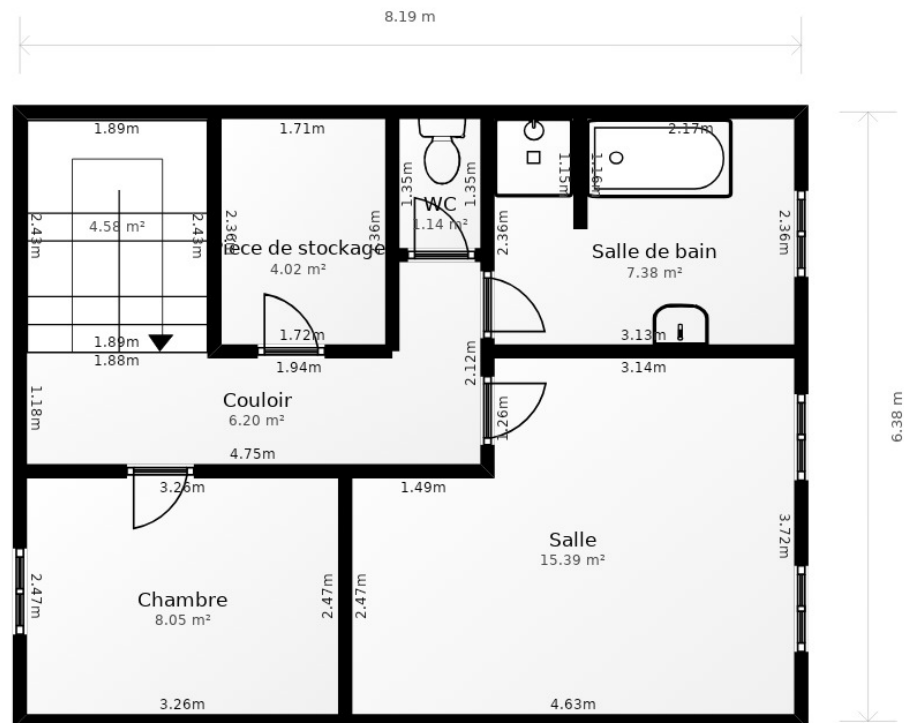 8.19 m
1.89m
1.71m
2.17m
1.35m
1.35m
1.15m
1.16m
WC
1.14 m²
2.43m
4.58 m²
2.43m
2.36m
2.36m
2.36m
2.36m
Salle de bain
7.38 m²
de stockage
4.02 m²
1.89m
1.72m
3.13m
1.88m
1.94m
2.12m
3.14m
1.18m
Couloir
6.20 m²
1.26m
6.38 m
4.75m
3.26m
1.49m
Salle
15.39 m²
3.72m
2.47m
Chambre
8.05 m²
2.47m
2.47m
3.26m
4.63m